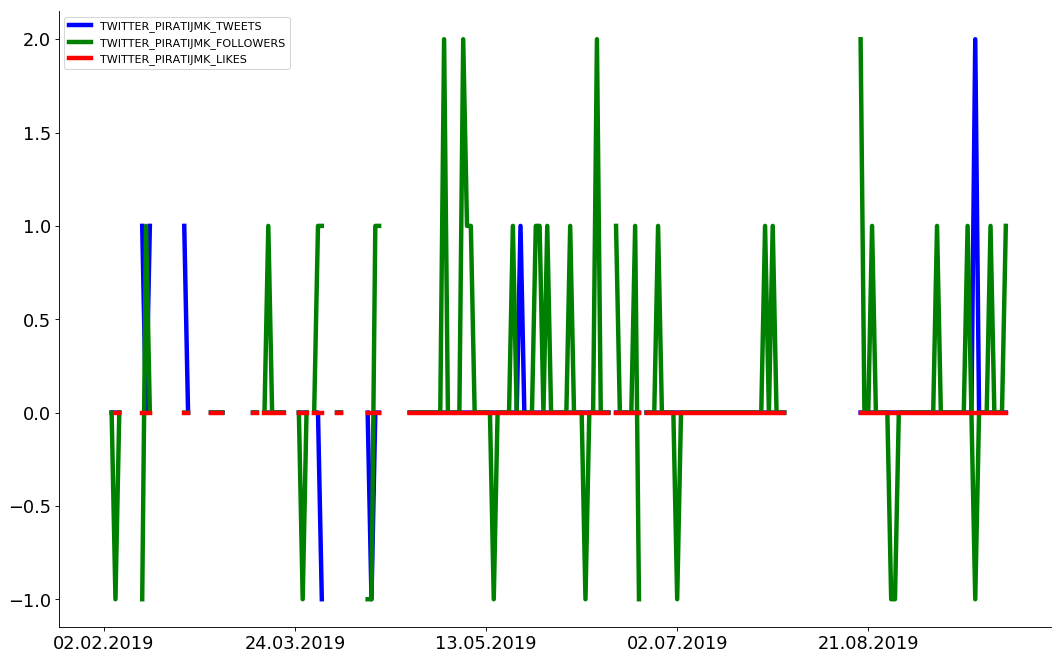 TWITTER_PIRATIJMK_TWEETS
TWITTER_PIRATIJMK_FOLLOWERS
TWITTER_PIRATIJMK_LIKES
2.0
1.5
1.0
0.5
0.0
−0.5
−1.0
02.02.2019 24.03.2019 13.05.2019 02.07.2019 21.08.2019